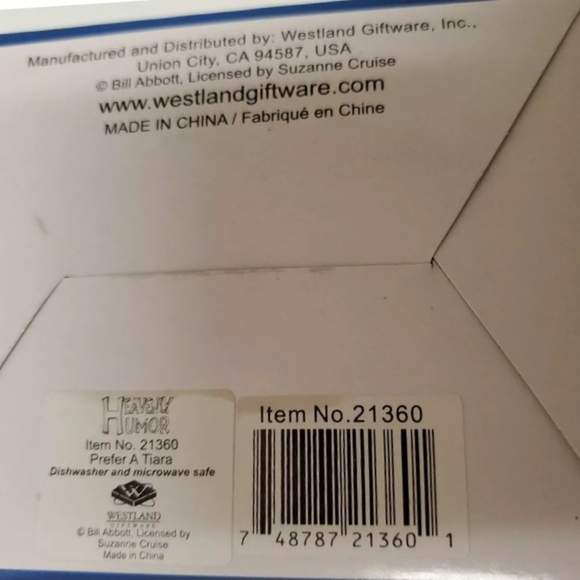 Manufactured and Distributed by: Westland Giftware, Inc.,
Union City, CA 94587, USA
© Bill Abbott, Licensed by Suzanne Cruise
www.westlandgiftware.com
MADE IN CHINA / Fabriqué en Chine
HEAVENLY
HUMOR
Item No. 21360
Prefer A Tiara
Dishwasher and microwave safe
WESTLAND
GIFTWARE
© Bill Abbott, Licensed by
Suzanne Cruise
Made in China
Item No.21360
7 48787 21360 1